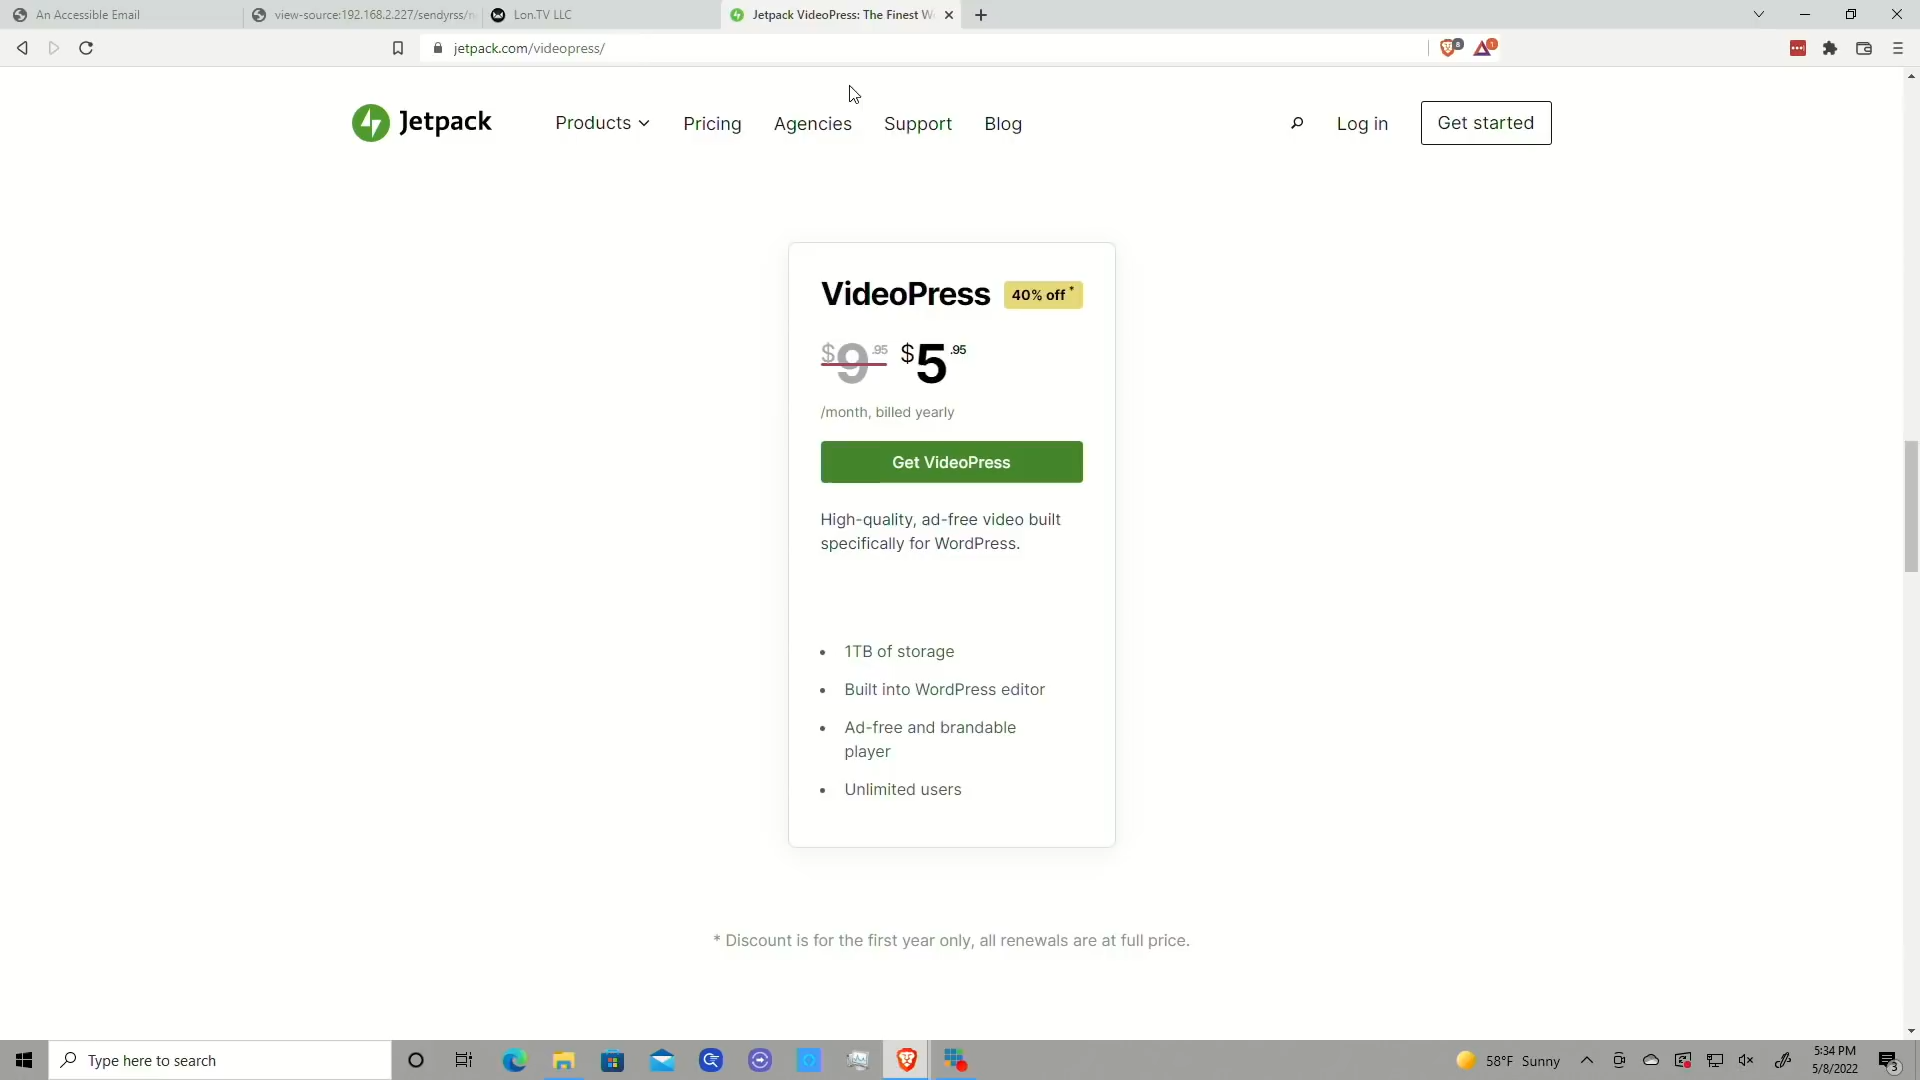 An Accessible Email
view-source:192.168.2.227/sendyrss/n
Lon.TV LLC
Jetpack VideoPress: The Finest W
jetpack.com/videopress/
8
1
Jetpack
Products
Pricing
Agencies
Support
Blog
Log in
Get started
VideoPress
40% off *
$9.95
$5.95
/month, billed yearly
Get VideoPress
High-quality, ad-free video built
specifically for WordPress.
• 1TB of storage
• Built into WordPress editor
• Ad-free and brandable
player
• Unlimited users
* Discount is for the first year only, all renewals are at full price.
Type here to search
58°F Sunny
5:34 PM
5/8/2022
3